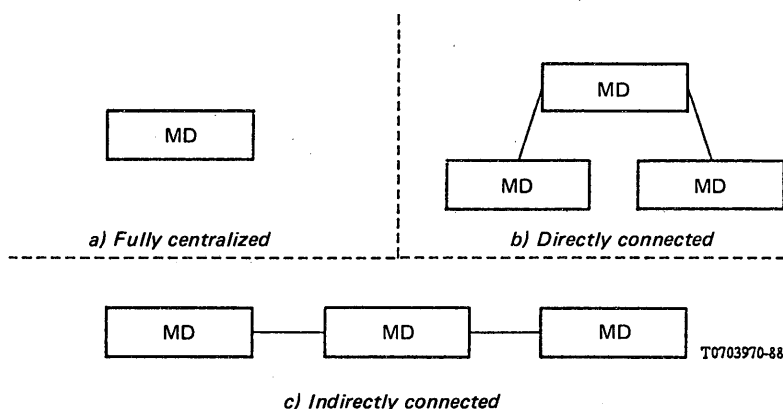 MD
MD
MD
MD
a) Fully centralized
b) Directly connected
MD
MD
MD
T0703970-88
c) Indirectly connected